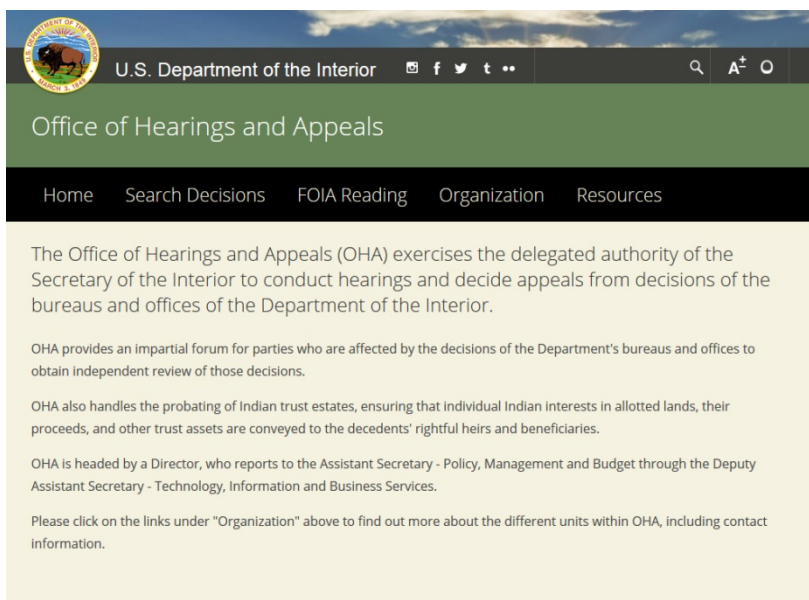 U.S. DEPARTMENT OF THE INTERIOR
MARCH 3, 1849
U.S. Department of the Interior
Office of Hearings and Appeals
Home Search Decisions FOIA Reading Organization Resources
The Office of Hearings and Appeals (OHA) exercises the delegated authority of the
Secretary of the Interior to conduct hearings and decide appeals from decisions of the
bureaus and offices of the Department of the Interior.
OHA provides an impartial forum for parties who are affected by the decisions of the Department's bureaus and offices to
obtain independent review of those decisions.
OHA also handles the probating of Indian trust estates, ensuring that individual Indian interests in allotted lands, their
proceeds, and other trust assets are conveyed to the decedents' rightful heirs and beneficiaries.
OHA is headed by a Director, who reports to the Assistant Secretary - Policy, Management and Budget through the Deputy
Assistant Secretary - Technology, Information and Business Services.
Please click on the links under "Organization" above to find out more about the different units within OHA, including contact
information.